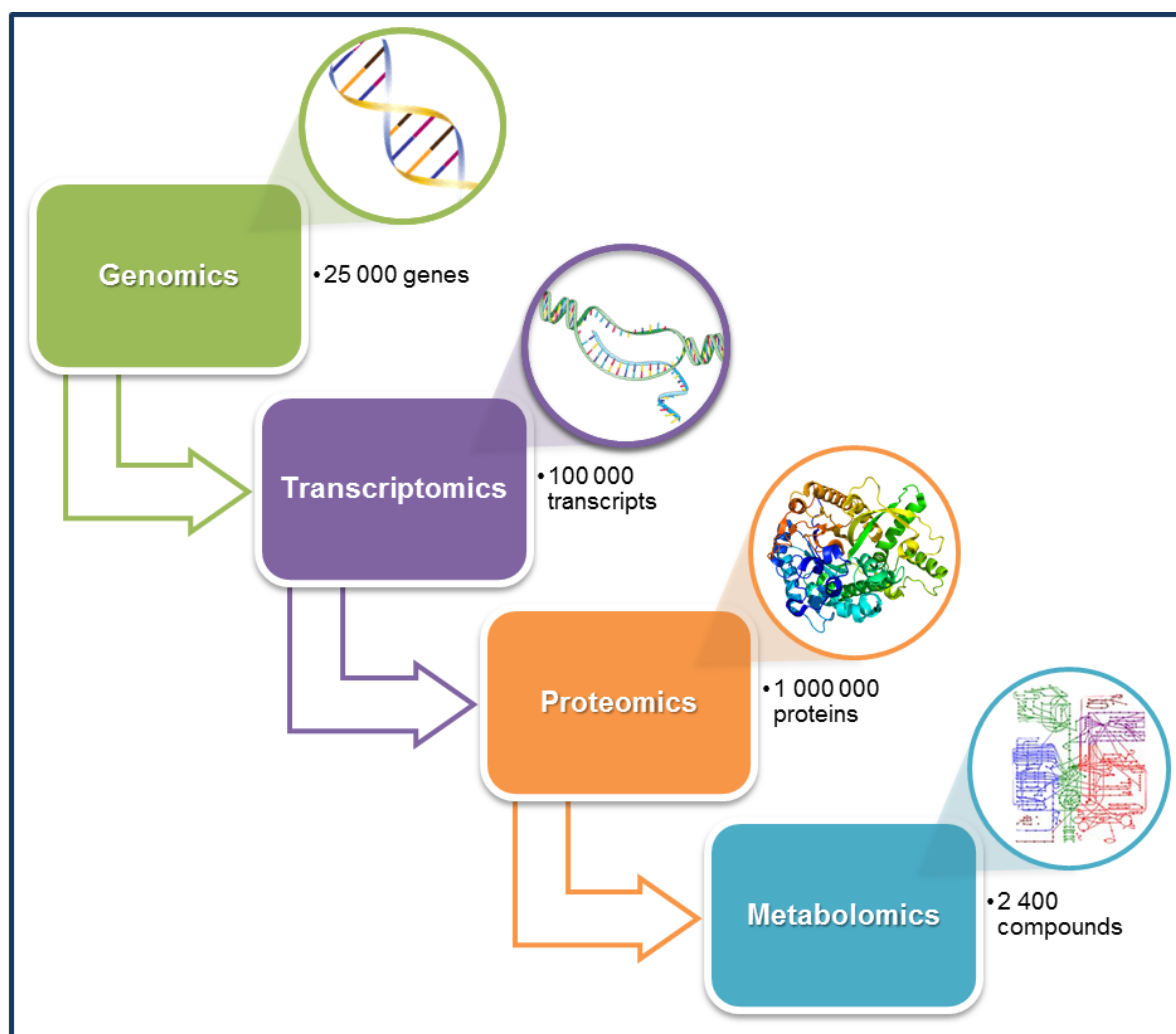 Genomics
•25 000 genes
Transcriptomics
•100 000
transcripts
Proteomics
•1 000 000
proteins
Metabolomics
•2 400
compounds